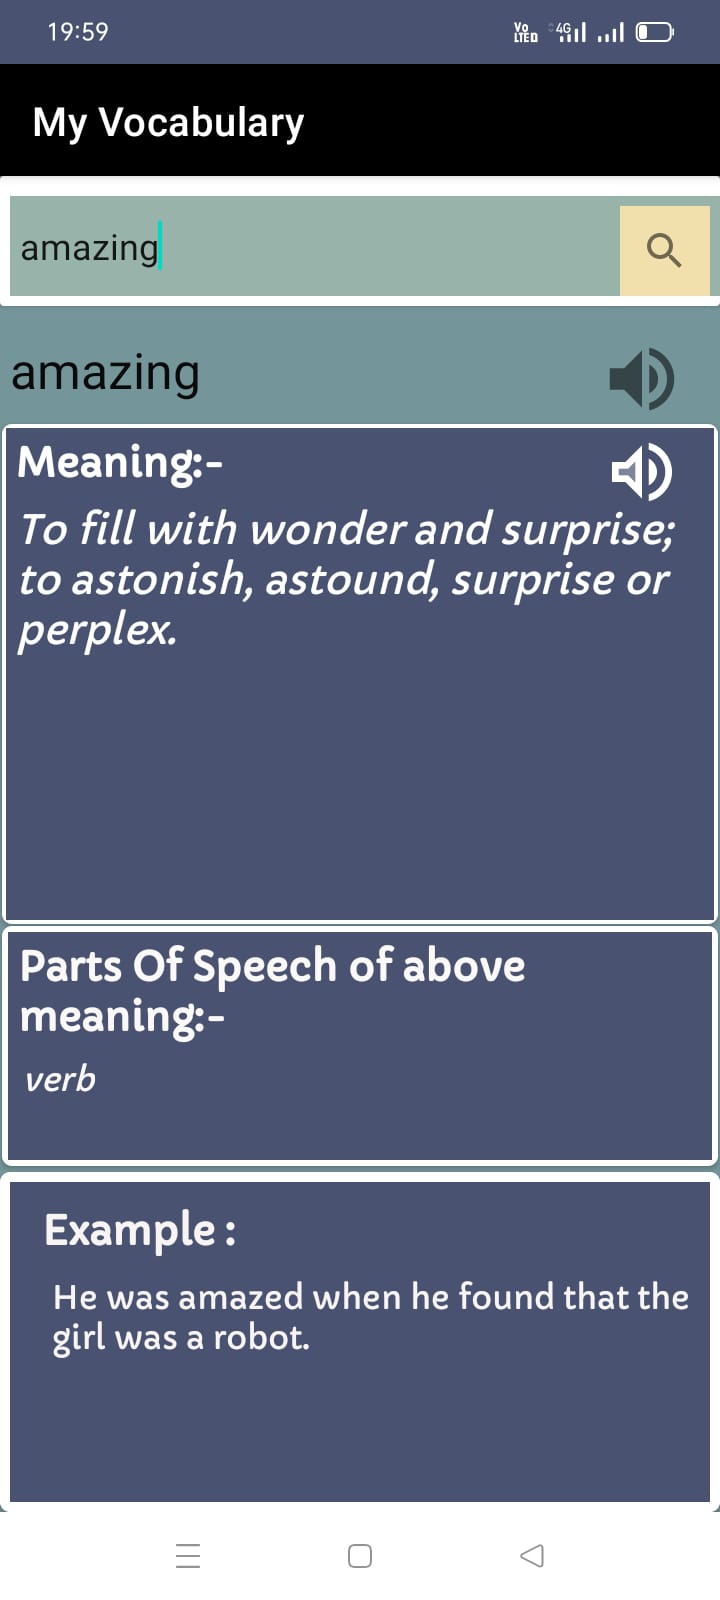 19:59
Vo LTED 4G
My Vocabulary
amazing
amazing
Meaning:-
To fill with wonder and surprise;
to astonish, astound, surprise or
perplex.
Parts Of Speech of above
meaning:-
verb
Example :
He was amazed when he found that the
girl was a robot.